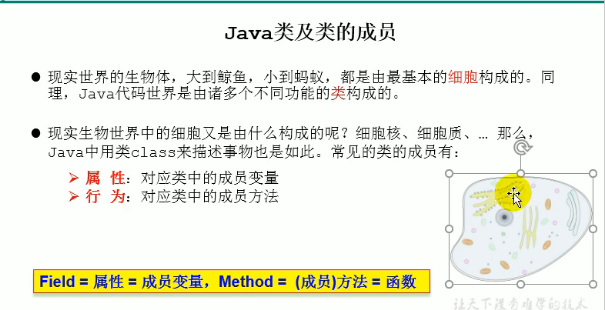 Java类及类的成员
● 现实世界的生物体，大到鲸鱼，小到蚂蚁，都是由最基本的细胞构成的。同
理，Java代码世界是由诸多个不同功能的类构成的。
● 现实生物世界中的细胞又是由什么构成的呢？细胞核、细胞质、… 那么，
Java中用类class来描述事物也是如此。常见的类的成员有：
➢ 属 性：对应类中的成员变量
➢ 行 为：对应类中的成员方法
Field = 属性 = 成员变量，Method = (成员)方法 = 函数
让天下没有难学的技术